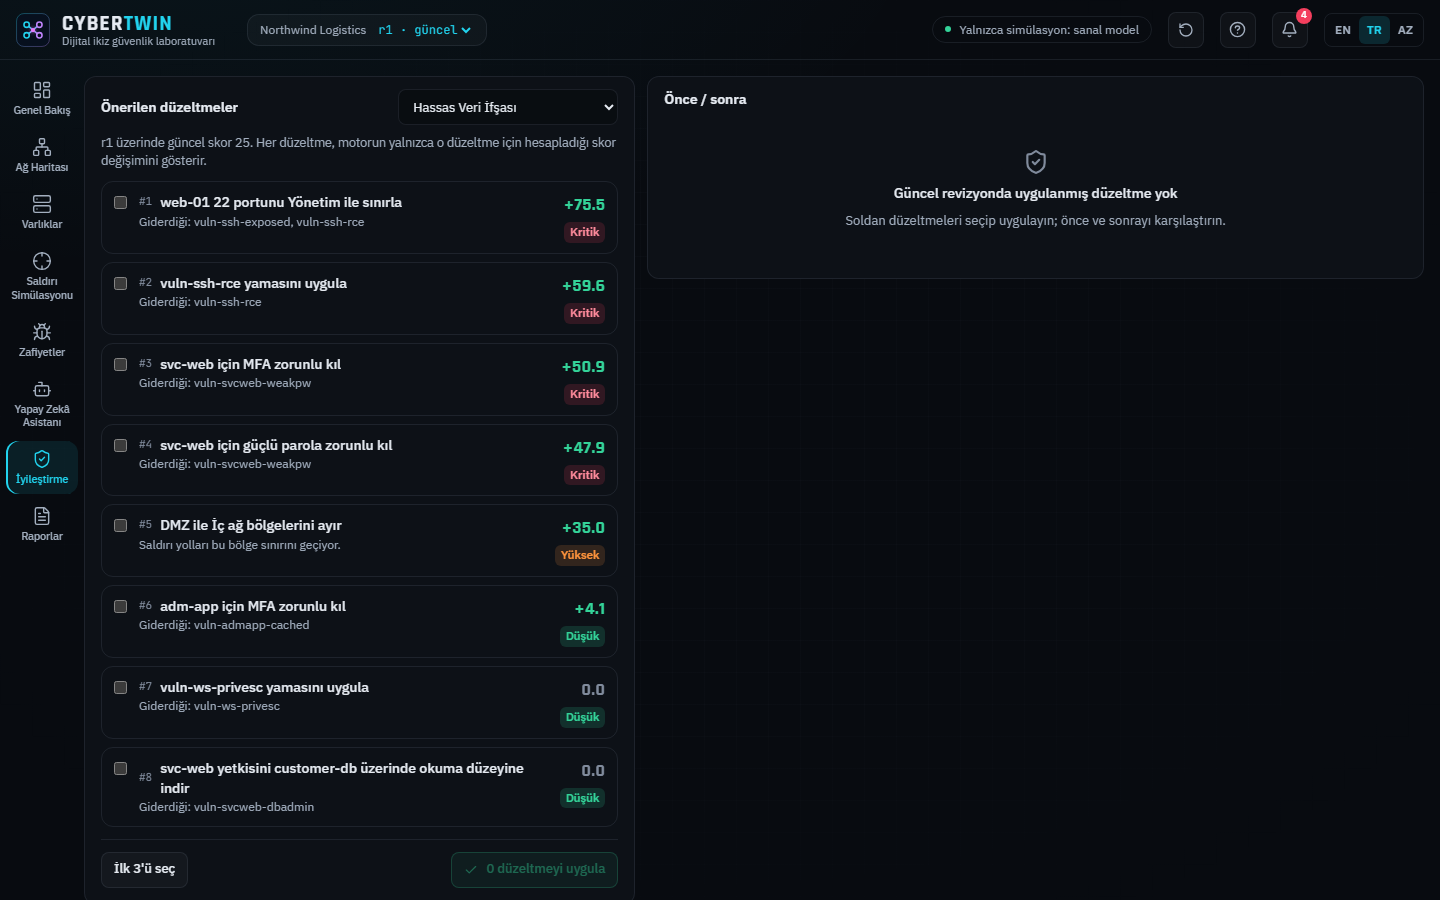 CYBERTWIN
Dijital ikiz güvenlik laboratuvarı
Northwind Logistics r1 · güncel
Yalnızca simülasyon: sanal model
4
EN TR AZ
Genel Bakış
Ağ Haritası
Varlıklar
Saldırı
Simülasyonu
Zafiyetler
Yapay Zekâ
Asistanı
İyileştirme
Raporlar
Önerilen düzeltmeler
Hassas Veri İfşası
r1 üzerinde güncel skor 25. Her düzeltme, motorun yalnızca o düzeltme için hesapladığı skor
değişimini gösterir.
#1 web-01 22 portunu Yönetim ile sınırla
Giderdiği: vuln-ssh-exposed, vuln-ssh-rce
+75.5
Kritik
#2 vuln-ssh-rce yamasını uygula
Giderdiği: vuln-ssh-rce
+59.6
Kritik
#3 svc-web için MFA zorunlu kıl
Giderdiği: vuln-svcweb-weakpw
+50.9
Kritik
#4 svc-web için güçlü parola zorunlu kıl
Giderdiği: vuln-svcweb-weakpw
+47.9
Kritik
#5 DMZ ile İç ağ bölgelerini ayır
Saldırı yolları bu bölge sınırını geçiyor.
+35.0
Yüksek
#6 adm-app için MFA zorunlu kıl
Giderdiği: vuln-admapp-cached
+4.1
Düşük
#7 vuln-ws-privesc yamasını uygula
Giderdiği: vuln-ws-privesc
0.0
Düşük
#8 svc-web yetkisini customer-db üzerinde okuma düzeyine
indir
Giderdiği: vuln-svcweb-dbadmin
0.0
Düşük
İlk 3'ü seç
0 düzeltmeyi uygula
Önce / sonra
Güncel revizyonda uygulanmış düzeltme yok
Soldan düzeltmeleri seçip uygulayın; önce ve sonrayı karşılaştırın.